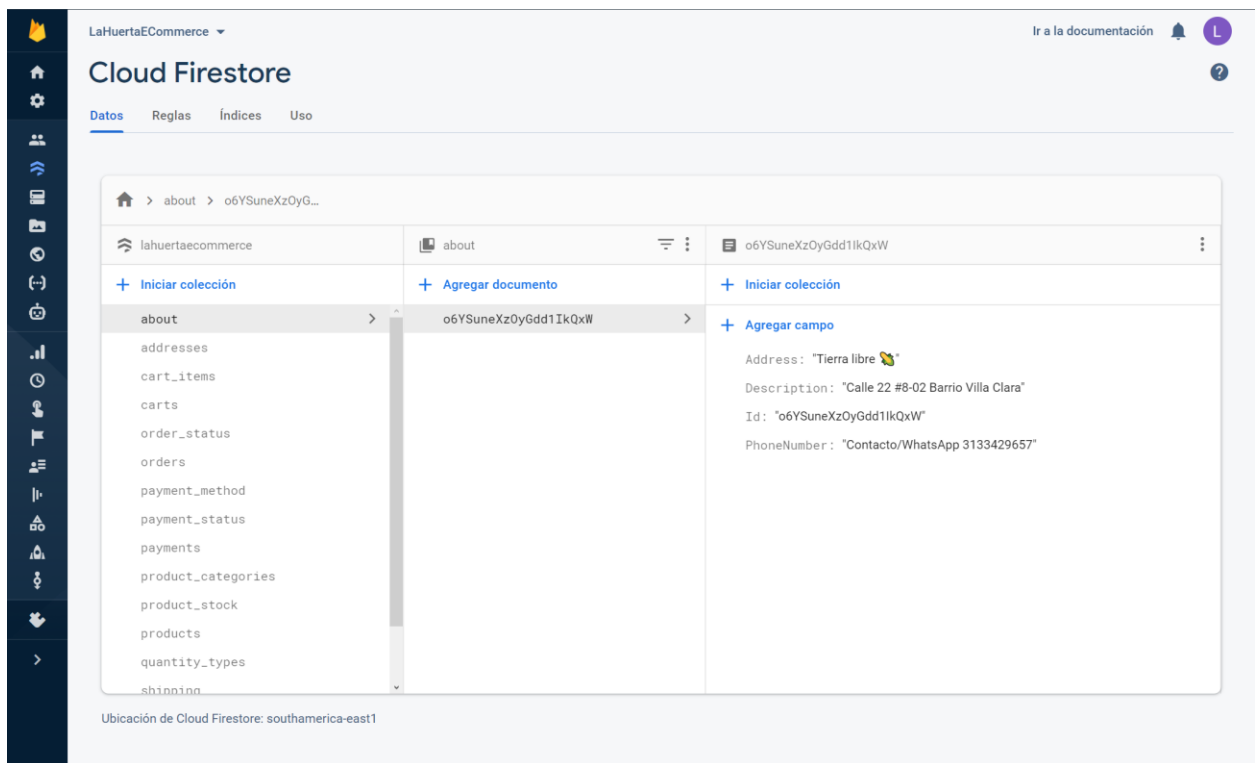 LaHuertaECommerce
Ir a la documentación
L
Cloud Firestore
?
Datos Reglas Índices Uso
> about > o6YSuneXzOyG...
lahuertaecommerce
about
o6YSuneXzOyGdd1IkQxW
+ Iniciar colección
+ Agregar documento
+ Iniciar colección
about
addresses
cart_items
carts
order_status
orders
payment_method
payment_status
payments
product_categories
product_stock
products
quantity_types
shipping
o6YSuneXzOyGdd1IkQxW
+ Agregar campo
Address: "Tierra libre 🌽"
Description: "Calle 22 #8-02 Barrio Villa Clara"
Id: "o6YSuneXzOyGdd1IkQxW"
PhoneNumber: "Contacto/WhatsApp 3133429657"
Ubicación de Cloud Firestore: southamerica-east1